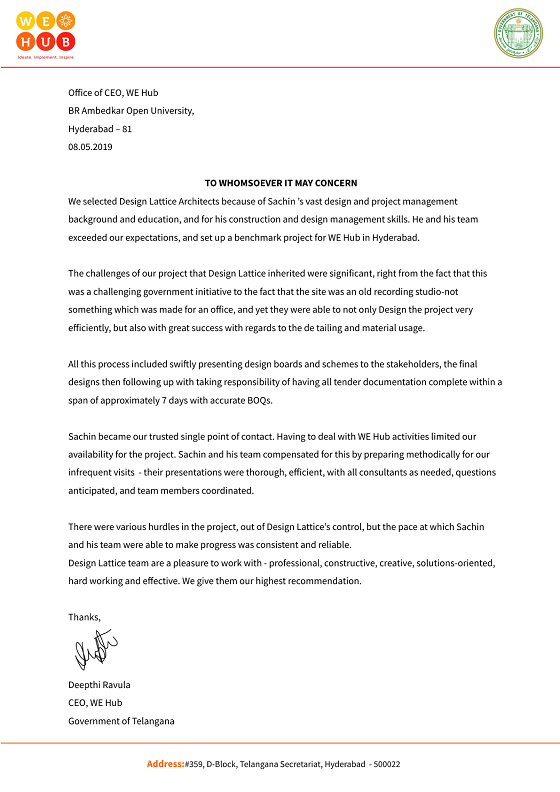 WE
HUB
Ideate. Implement. Inspire
GOVERNMENT OF TELANGANA
Office of CEO, WE Hub
BR Ambedkar Open University,
Hyderabad – 81
08.05.2019
TO WHOMSOEVER IT MAY CONCERN
We selected Design Lattice Architects because of Sachin 's vast design and project management
background and education, and for his construction and design management skills. He and his team
exceeded our expectations, and set up a benchmark project for WE Hub in Hyderabad.
The challenges of our project that Design Lattice inherited were significant, right from the fact that this
was a challenging government initiative to the fact that the site was an old recording studio-not
something which was made for an office, and yet they were able to not only Design the project very
efficiently, but also with great success with regards to the de tailing and material usage.
All this process included swiftly presenting design boards and schemes to the stakeholders, the final
designs then following up with taking responsibility of having all tender documentation complete within a
span of approximately 7 days with accurate BOQs.
Sachin became our trusted single point of contact. Having to deal with WE Hub activities limited our
availability for the project. Sachin and his team compensated for this by preparing methodically for our
infrequent visits  - their presentations were thorough, efficient, with all consultants as needed, questions
anticipated, and team members coordinated.
There were various hurdles in the project, out of Design Lattice's control, but the pace at which Sachin
and his team were able to make progress was consistent and reliable.
Design Lattice team are a pleasure to work with - professional, constructive, creative, solutions-oriented,
hard working and effective. We give them our highest recommendation.
Thanks,
Deepthi Ravula
CEO, WE Hub
Government of Telangana
Address:#359, D-Block, Telangana Secretariat, Hyderabad  - 500022